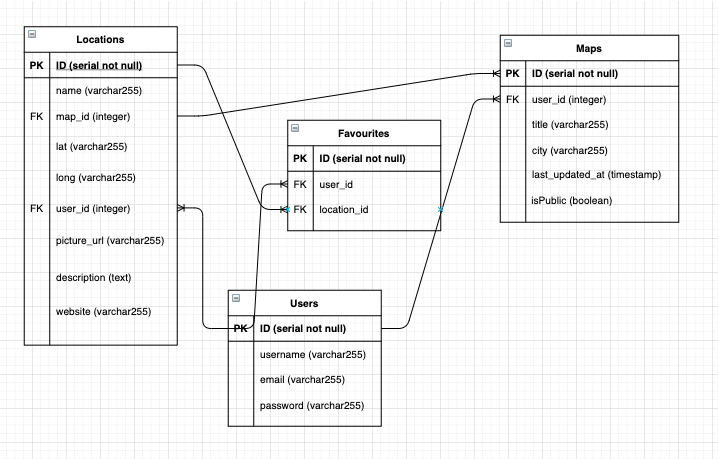 Locations
PK ID (serial not null)
name (varchar255)
FK map_id (integer)
lat (varchar255)
long (varchar255)
FK user_id (integer)
picture_url (varchar255)
description (text)
website (varchar255)
Favourites
PK ID (serial not null)
FK user_id
FK location_id
Users
PK ID (serial not null)
username (varchar255)
email (varchar255)
password (varchar255)
Maps
PK ID (serial not null)
FK user_id (integer)
title (varchar255)
city (varchar255)
last_updated_at (timestamp)
isPublic (boolean)